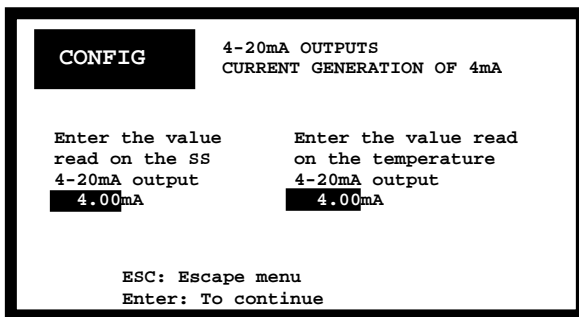 CONFIG
4-20mA OUTPUTS
CURRENT GENERATION OF 4mA
Enter the value
read on the SS
4-20mA output
4.00mA
Enter the value read
on the temperature
4-20mA output
4.00mA
ESC: Escape menu
Enter: To continue